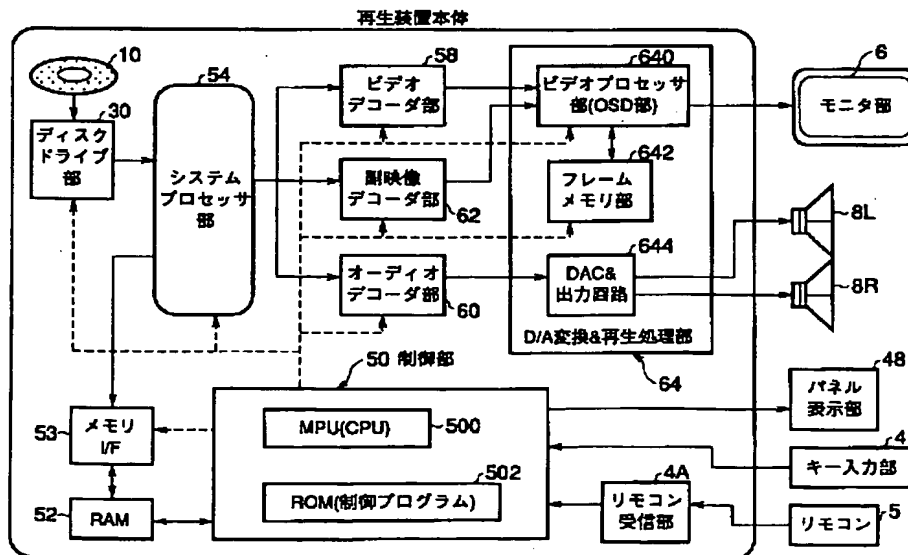 再生装置本体
10
30
ディスク
ドライブ
部
54
システム
プロセッサ
部
58
ビデオ
デコーダ部
副映像
デコーダ部
62
オーディオ
デコーダ部
60
640
ビデオプロセッサ
部(OSD部)
642
フレーム
メモリ部
644
DAC&
出力回路
D/A変換&再生処理部
64
6
モニタ部
8L
8R
50 制御部
MPU(CPU)
500
502
ROM(制御プログラム)
53
メモリ
I/F
52
RAM
4A
リモコン
受信部
48
パネル
表示部
4
キー入力部
5
リモコン